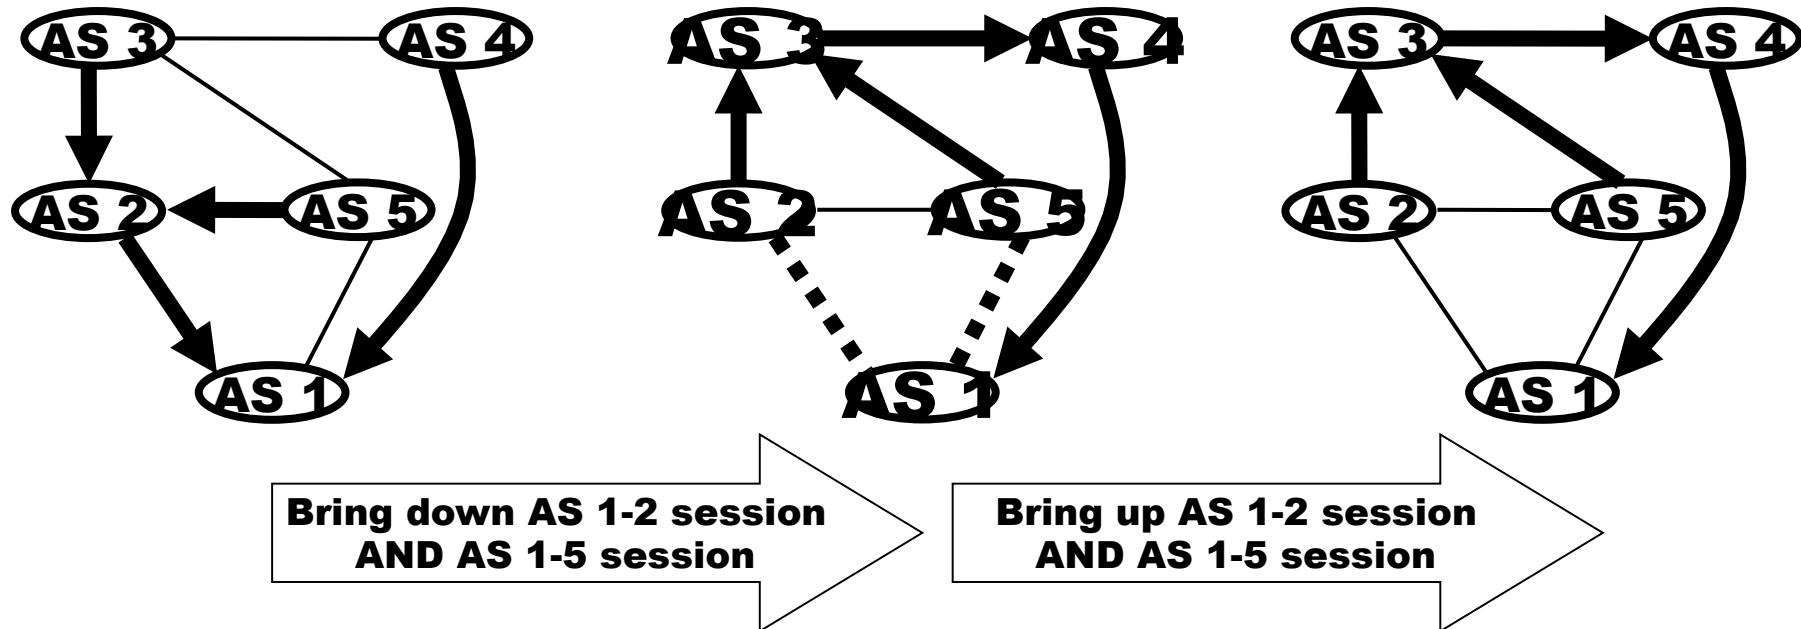 AS 3
AS 4
AS 2
AS 5
AS 1
AS 3
AS 4
AS 2
AS 5
AS 1
AS 3
AS 4
AS 2
AS 5
AS 1
Bring down AS 1-2 session
AND AS 1-5 session
Bring up AS 1-2 session
AND AS 1-5 session